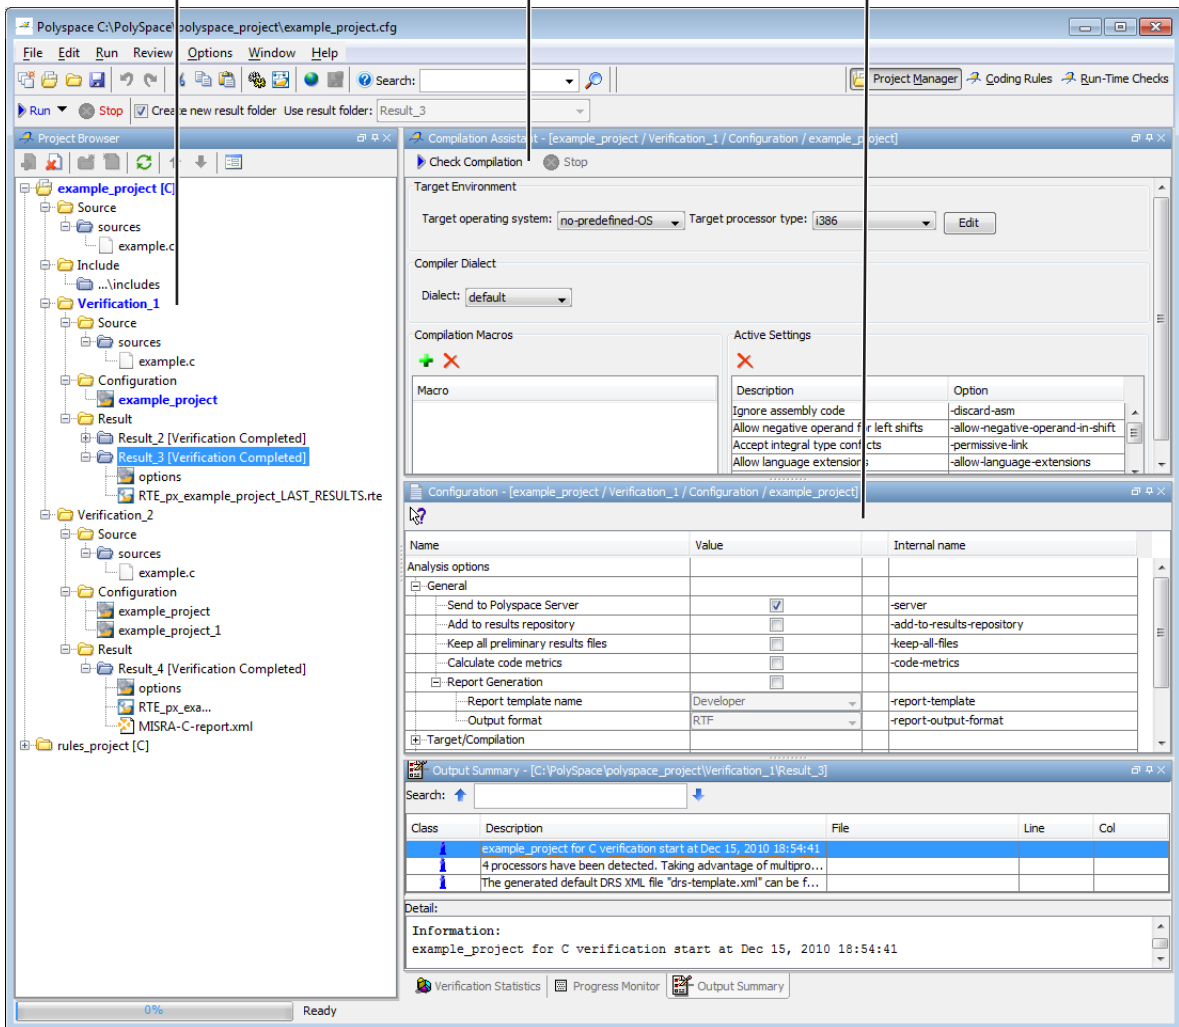 Polyspace C:\PolySpace\polyspace_project\example_project.cfg
File Edit Run Review Options Window Help
Search:
Project Manager Coding Rules Run-Time Checks
Run Stop Create new result folder Use result folder: Result_3
Project Browser
example_project [C]
Source
sources
example.c
Include
...\includes
Verification_1
Source
sources
example.c
Configuration
example_project
Result
Result_2 [Verification Completed]
Result_3 [Verification Completed]
options
RTE_px_example_project_LAST_RESULTS.rte
Verification_2
Source
sources
example.c
Configuration
example_project
example_project_1
Result
Result_4 [Verification Completed]
options
RTE_px_exa...
MISRA-C-report.xml
rules_project [C]
Compilation Assistant - [example_project / Verification_1 / Configuration / example_project]
Check Compilation Stop
Target Environment
Target operating system: no-predefined-OS Target processor type: i386 Edit
Compiler Dialect
Dialect: default
Compilation Macros
Macro
Active Settings
Description Option
Ignore assembly code -discard-asm
Allow negative operand for left shifts -allow-negative-operand-in-shift
Accept integral type conflicts -permissive-link
Allow language extensions -allow-language-extensions
Configuration - [example_project / Verification_1 / Configuration / example_project]
Name Value Internal name
Analysis options
General
Send to Polyspace Server -server
Add to results repository -add-to-results-repository
Keep all preliminary results files -keep-all-files
Calculate code metrics -code-metrics
Report Generation
Report template name Developer -report-template
Output format RTF -report-output-format
Target/Compilation
Output Summary - [C:\PolySpace\polyspace_project\Verification_1\Result_3]
Search:
Class Description File Line Col
example_project for C verification start at Dec 15, 2010 18:54:41
4 processors have been detected. Taking advantage of multipro...
The generated default DRS XML file "drs-template.xml" can be f...
Detail:
Information:
example_project for C verification start at Dec 15, 2010 18:54:41
Verification Statistics Progress Monitor Output Summary
0% Ready